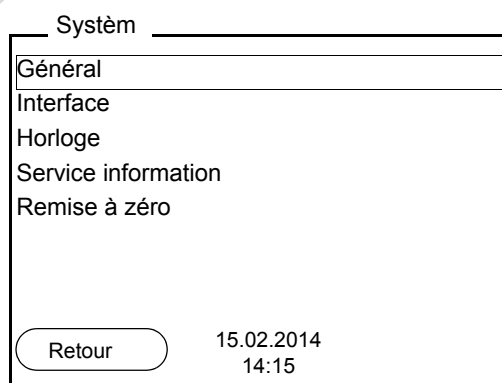 Systèm
Général
Interface
Horloge
Service information
Remise à zéro
Retour
15.02.2014
14:15